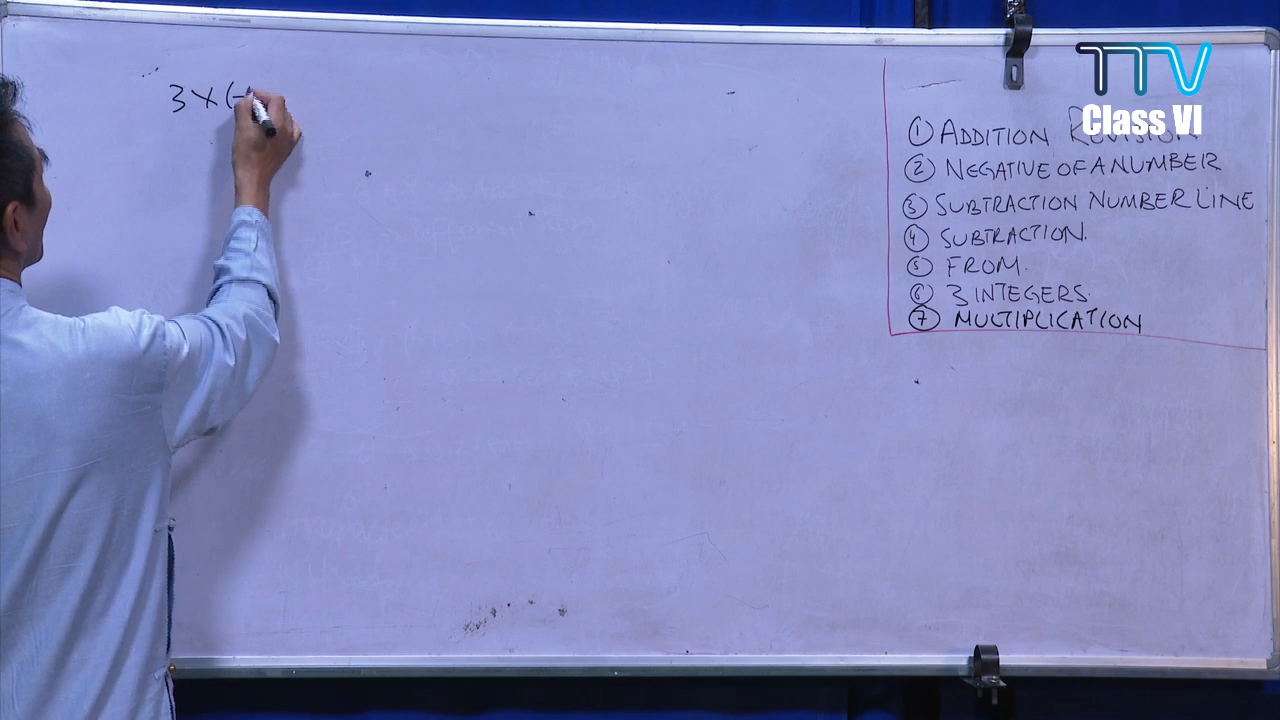 3 × (-
TTV
Class VI
① ADDITION REVISION
② NEGATIVE OF A NUMBER
③ SUBTRACTION NUMBER LINE
④ SUBTRACTION.
⑤ FROM.
⑥ 3 INTEGERS.
⑦ MULTIPLICATION